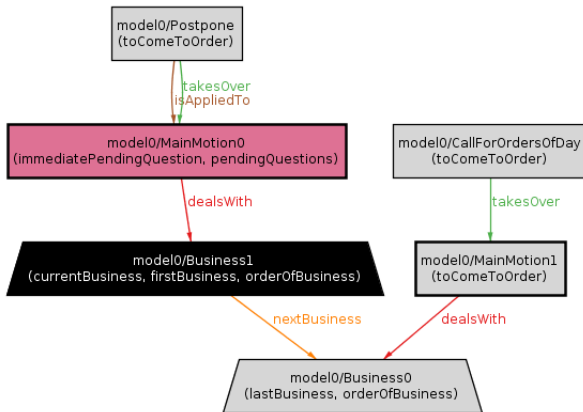 model0/Postpone
(toComeToOrder)
takesOver
isAppliedTo
model0/MainMotion0
(immediatePendingQuestion, pendingQuestions)
model0/CallForOrdersOfDay
(toComeToOrder)
dealsWith
takesOver
model0/Business1
(currentBusiness, firstBusiness, orderOfBusiness)
model0/MainMotion1
(toComeToOrder)
nextBusiness
dealsWith
model0/Business0
(lastBusiness, orderOfBusiness)